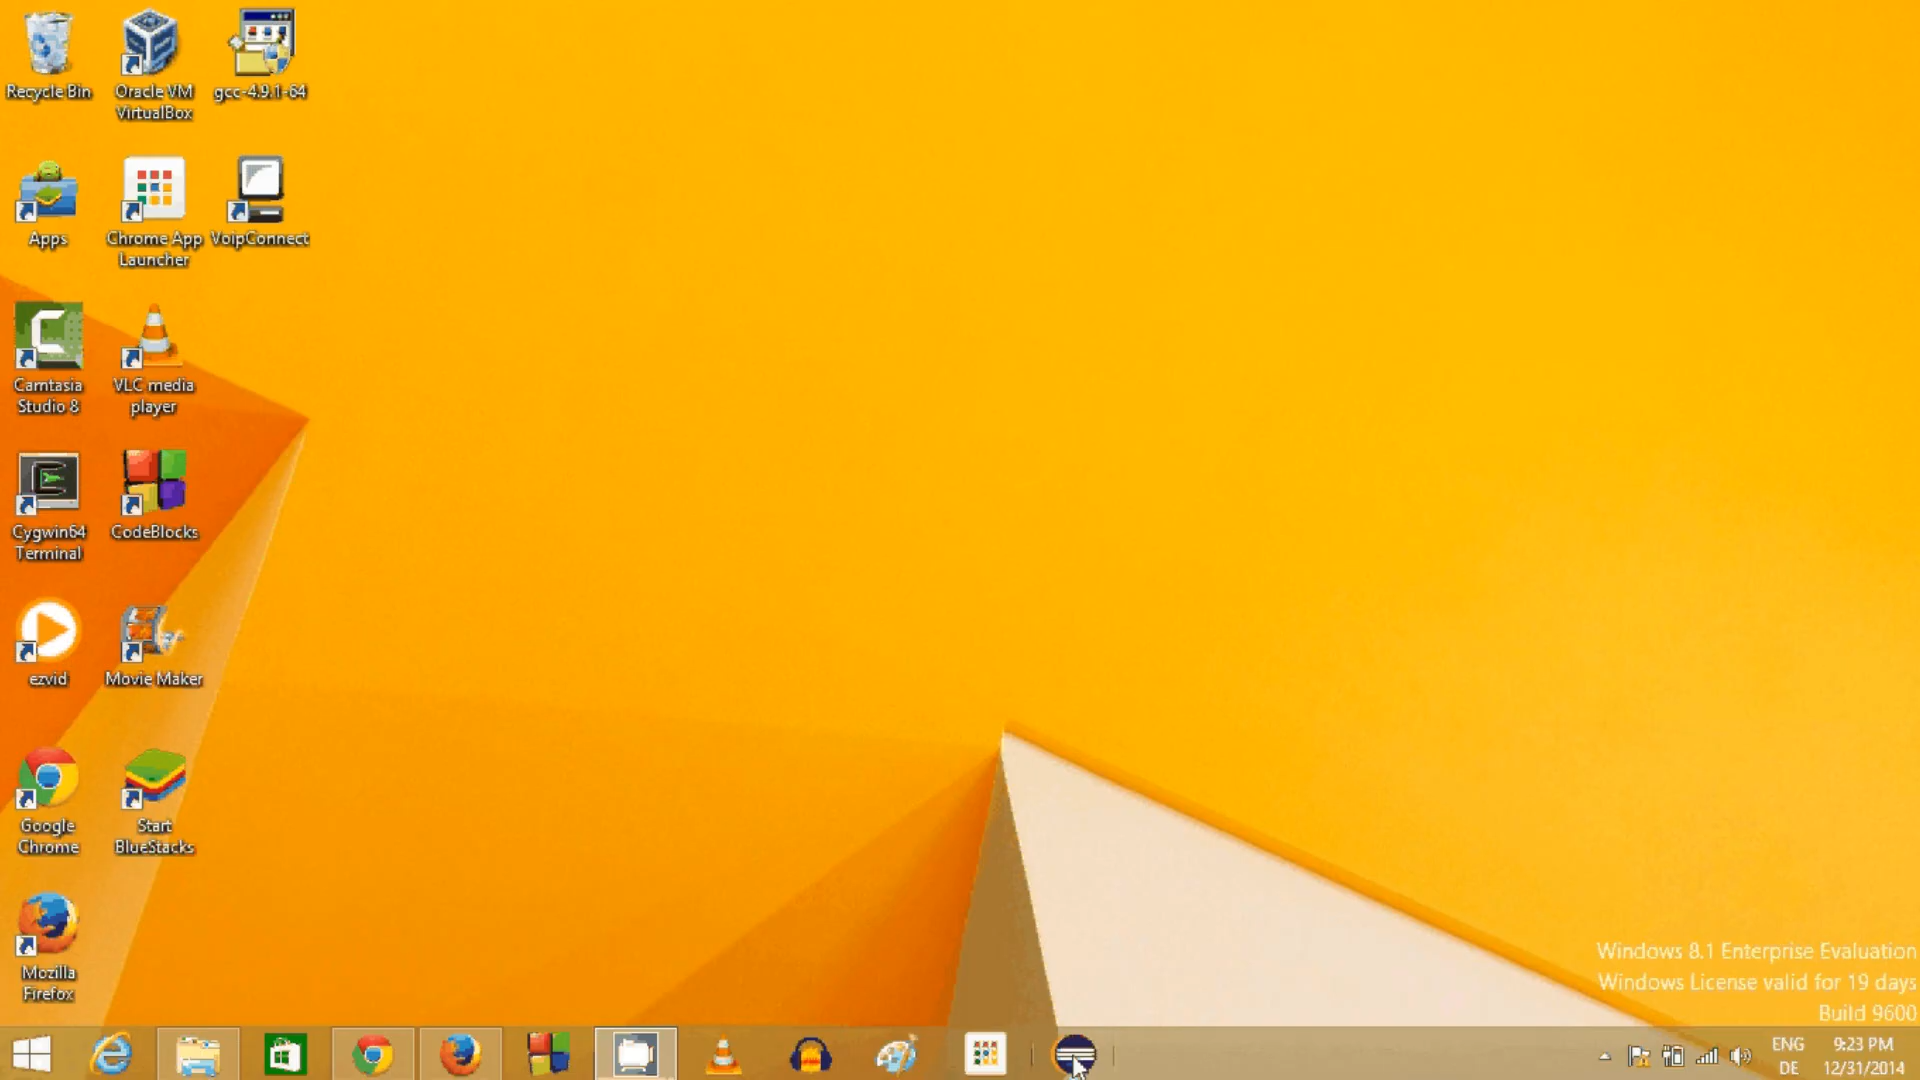 Recycle Bin
Oracle VM
VirtualBox
gcc-4.9.1-64
Apps
Chrome App
Launcher
VoipConnect
Camtasia
Studio 8
VLC media
player
Cygwin64
Terminal
CodeBlocks
ezvid
Movie Maker
Google
Chrome
Start
BlueStacks
Mozilla
Firefox
Windows 8.1 Enterprise Evaluation
Windows License valid for 19 days
Build 9600
ENG
DE
9:23 PM
12/31/2014